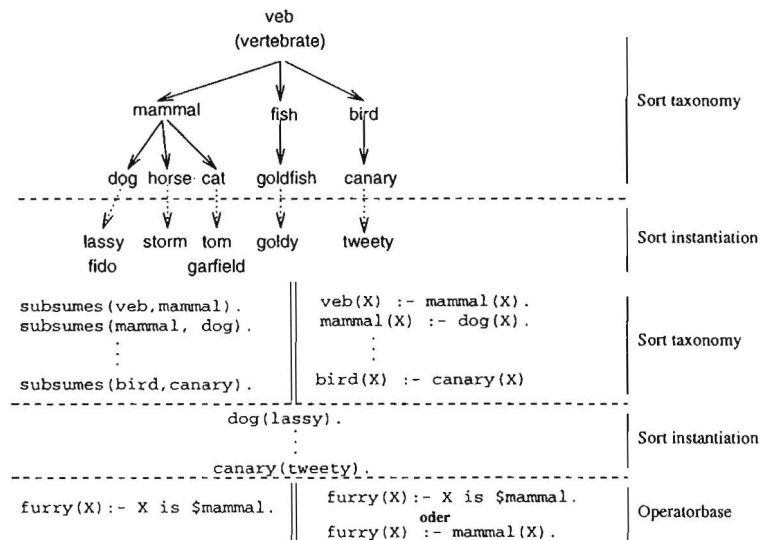 veb
(vertebrate)
mammal fish bird
Sort taxonomy
dog horse cat goldfish canary
lassy storm tom goldy tweety
fido garfield
Sort instantiation
subsumes(veb,mammal).
subsumes(mammal, dog).
:
:
subsumes(bird,canary).
veb(X) :- mammal(X).
mammal(X) :- dog(X).
:
:
bird(X) :- canary(X)
Sort taxonomy
dog(lassy).
:
:
canary(tweety).
Sort instantiation
furry(X):- X is $mammal.
furry(X):- X is $mammal.
oder
furry(X) :- mammal(X).
Operatorbase